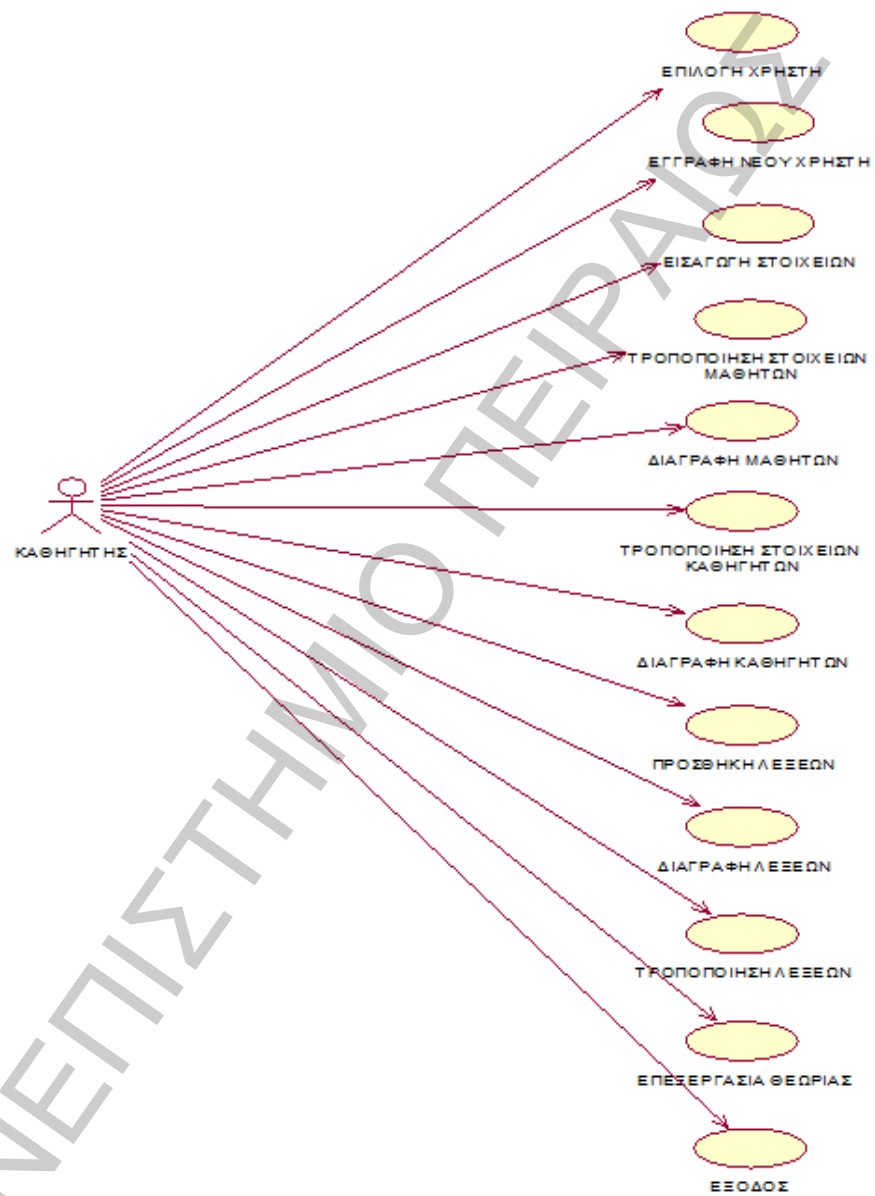 ΕΠΙΛΟΓΗ ΧΡΗΣΤΗ
ΕΓΓΡΑΦΗ ΝΕΟΥ ΧΡΗΣΤΗ
ΕΙΣΑΓΩΓΗ ΣΤΟΙΧΕΙΩΝ
ΤΡΟΠΟΠΟΙΗΣΗ ΣΤΟΙΧΕΙΩΝ
ΜΑΘΗΤΩΝ
ΔΙΑΓΡΑΦΗ ΜΑΘΗΤΩΝ
ΚΑΘΗΓΗΤΗΣ
ΤΡΟΠΟΠΟΙΗΣΗ ΣΤΟΙΧΕΙΩΝ
ΚΑΘΗΓΗΤΩΝ
ΔΙΑΓΡΑΦΗ ΚΑΘΗΓΗΤΩΝ
ΠΡΟΣΘΗΚΗ ΛΕΞΕΩΝ
ΔΙΑΓΡΑΦΗ ΛΕΞΕΩΝ
ΤΡΟΠΟΠΟΙΗΣΗ ΛΕΞΕΩΝ
ΕΠΕΞΕΡΓΑΣΙΑ ΘΕΩΡΙΑΣ
ΕΞΟΔΟΣ
ΝΕΠΙΣΤΗΜΙΟ ΠΕΙΡΑΙΩΣ